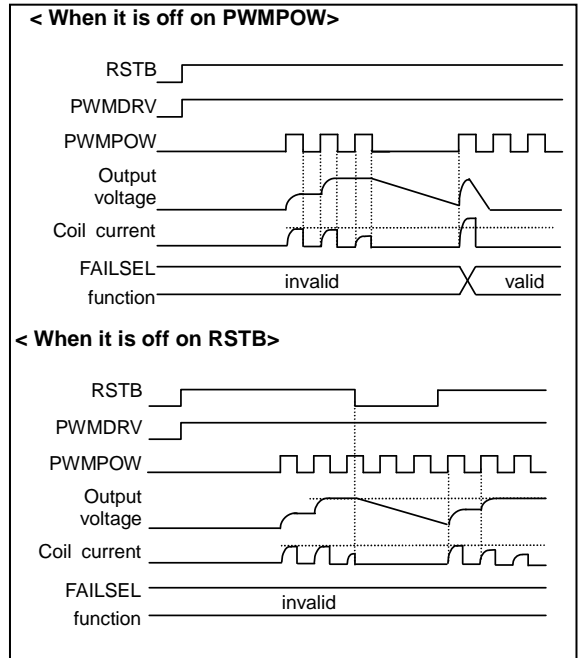 < When it is off on PWMPOW>
RSTB
PWMDRV
PWMPOW
Output
voltage
Coil current
FAILSEL
function
invalid
valid
< When it is off on RSTB>
RSTB
PWMDRV
PWMPOW
Output
voltage
Coil current
FAILSEL
function
invalid